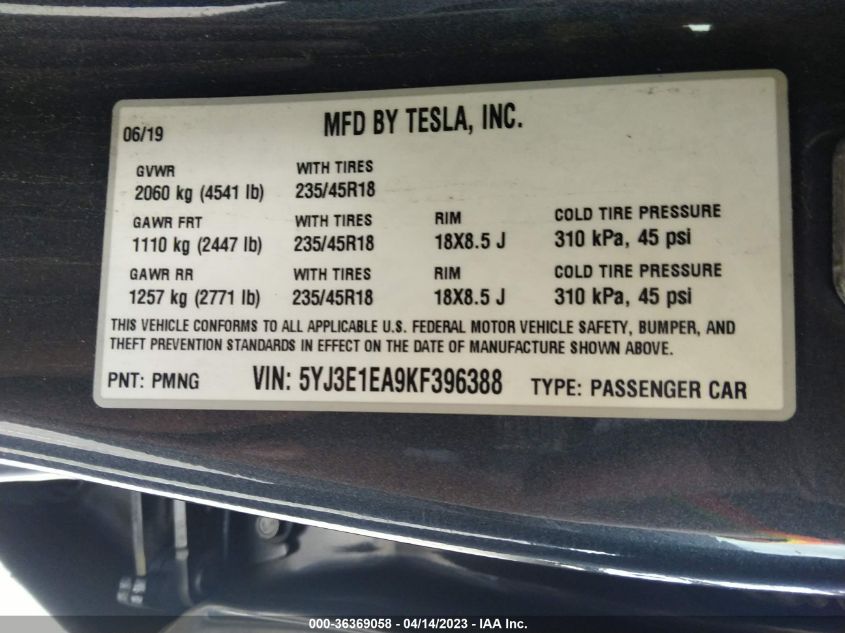 06/19 MFD BY TESLA, INC.
GVWR WITH TIRES
2060 kg (4541 lb) 235/45R18
GAWR FRT WITH TIRES RIM COLD TIRE PRESSURE
1110 kg (2447 lb) 235/45R18 18X8.5 J 310 kPa, 45 psi
GAWR RR WITH TIRES RIM COLD TIRE PRESSURE
1257 kg (2771 lb) 235/45R18 18X8.5 J 310 kPa, 45 psi
THIS VEHICLE CONFORMS TO ALL APPLICABLE U.S. FEDERAL MOTOR VEHICLE SAFETY, BUMPER, AND
THEFT PREVENTION STANDARDS IN EFFECT ON THE DATE OF MANUFACTURE SHOWN ABOVE.
PNT: PMNG VIN: 5YJ3E1EA9KF396388 TYPE: PASSENGER CAR
000-36369058 - 04/14/2023 - IAA Inc.